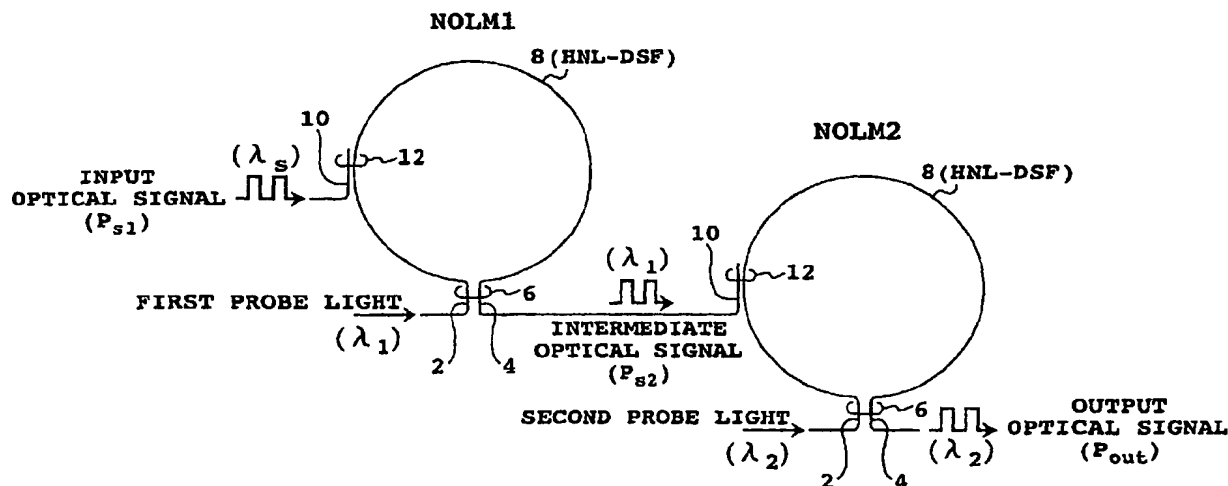 NOLM1
8(HNL-DSF)
10
12
(λs)
INPUT
OPTICAL SIGNAL
(Ps1)
NOLM2
8(HNL-DSF)
10
12
(λ1)
6
FIRST PROBE LIGHT
(λ1)
2
4
INTERMEDIATE
OPTICAL SIGNAL
(Ps2)
6
SECOND PROBE LIGHT
(λ2)
2
4
(λ2)
OUTPUT
OPTICAL SIGNAL
(Pout)